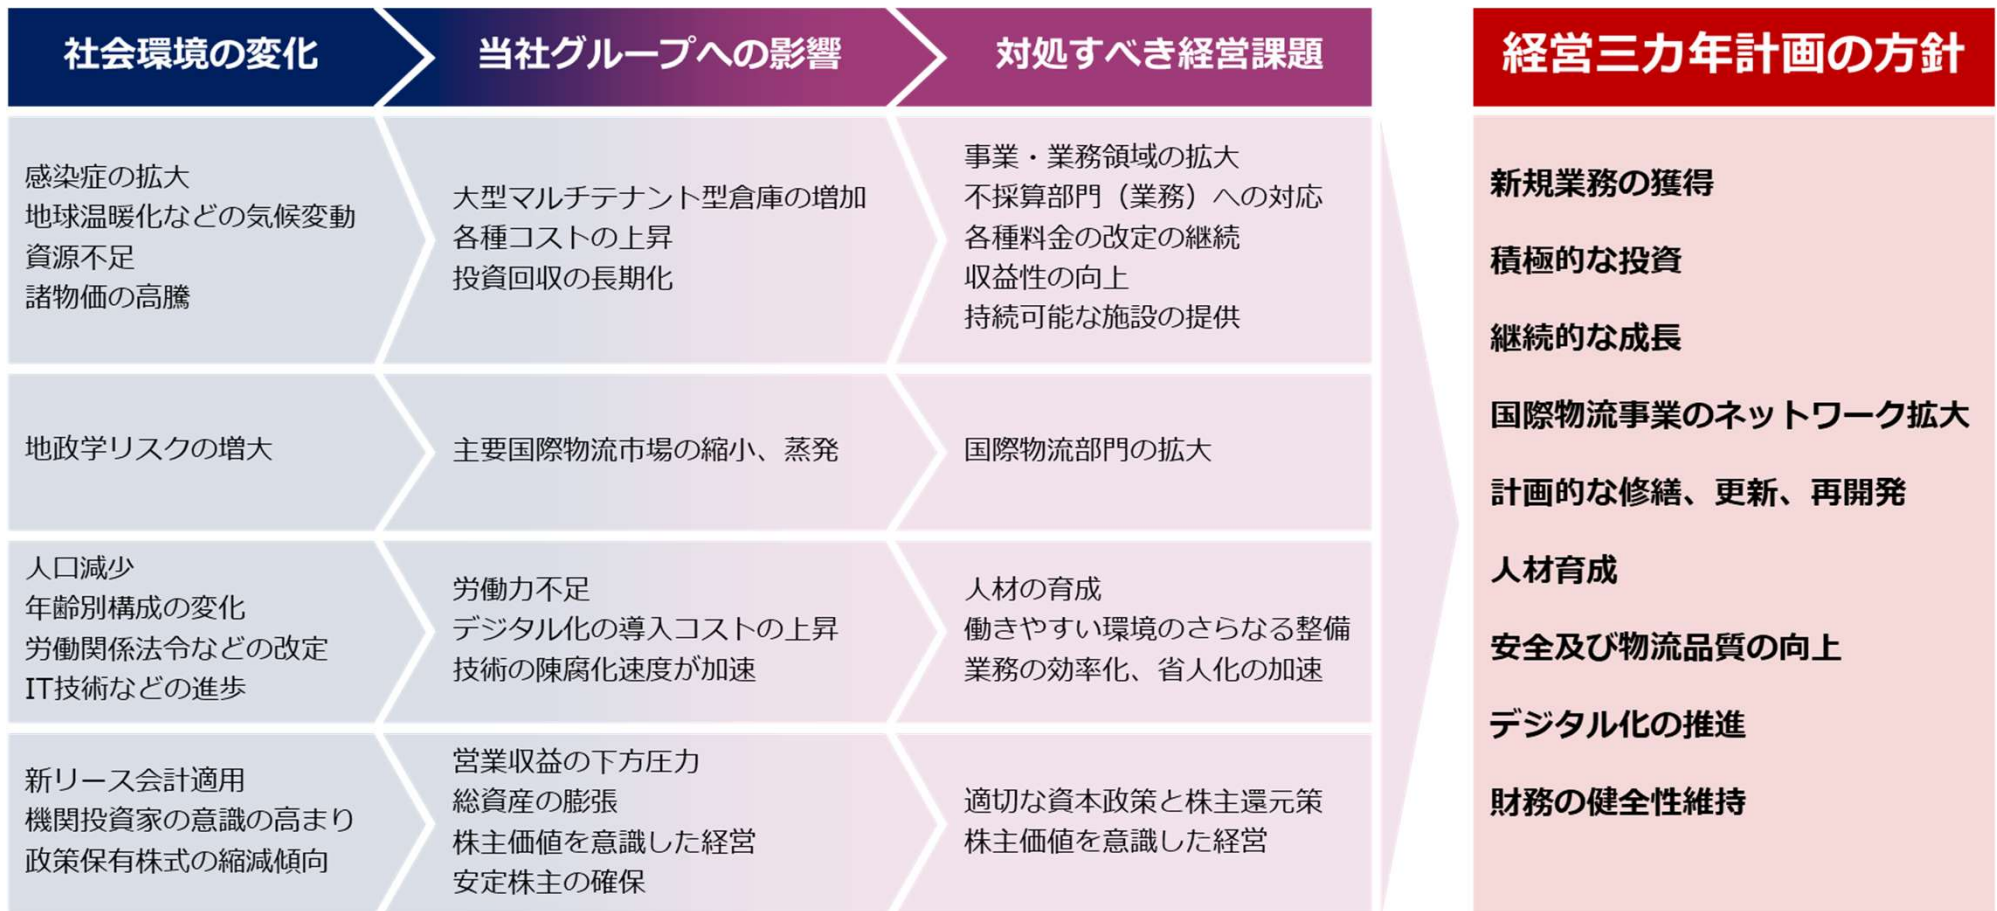 社会環境の変化
当社グループへの影響
対処すべき経営課題
経営三カ年計画の方針
感染症の拡大
地球温暖化などの気候変動
資源不足
諸物価の高騰
大型マルチテナント型倉庫の増加
各種コストの上昇
投資回収の長期化
事業・業務領域の拡大
不採算部門（業務）への対応
各種料金の改定の継続
収益性の向上
持続可能な施設の提供
地政学リスクの増大
主要国際物流市場の縮小、蒸発
国際物流部門の拡大
人口減少
年齢別構成の変化
労働関係法令などの改定
IT技術などの進歩
労働力不足
デジタル化の導入コストの上昇
技術の陳腐化速度が加速
人材の育成
働きやすい環境のさらなる整備
業務の効率化、省人化の加速
新リース会計適用
機関投資家の意識の高まり
政策保有株式の縮減傾向
営業収益の下方圧力
総資産の膨張
株主価値を意識した経営
安定株主の確保
適切な資本政策と株主還元策
株主価値を意識した経営
新規業務の獲得
積極的な投資
継続的な成長
国際物流事業のネットワーク拡大
計画的な修繕、更新、再開発
人材育成
安全及び物流品質の向上
デジタル化の推進
財務の健全性維持